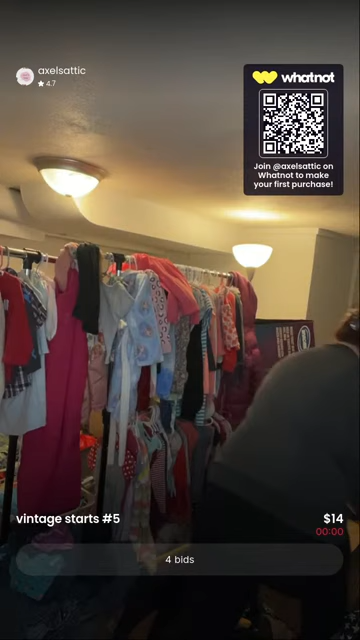 axelsattic
★ 4.7
whatnot
Join @axelsattic on
Whatnot to make
your first purchase!
vintage starts #5
$14
00:00
4 bids